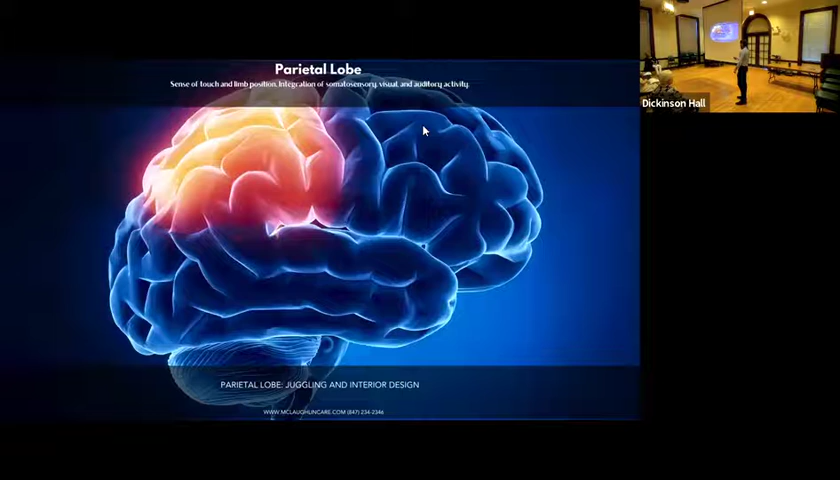 Parietal Lobe
Sense of touch and limb position. Integration of somatosensory, visual, and auditory activity.
Dickinson Hall
PARIETAL LOBE: JUGGLING AND INTERIOR DESIGN
WWW.MCLAUGHLINCARE.COM (847) 234-2346